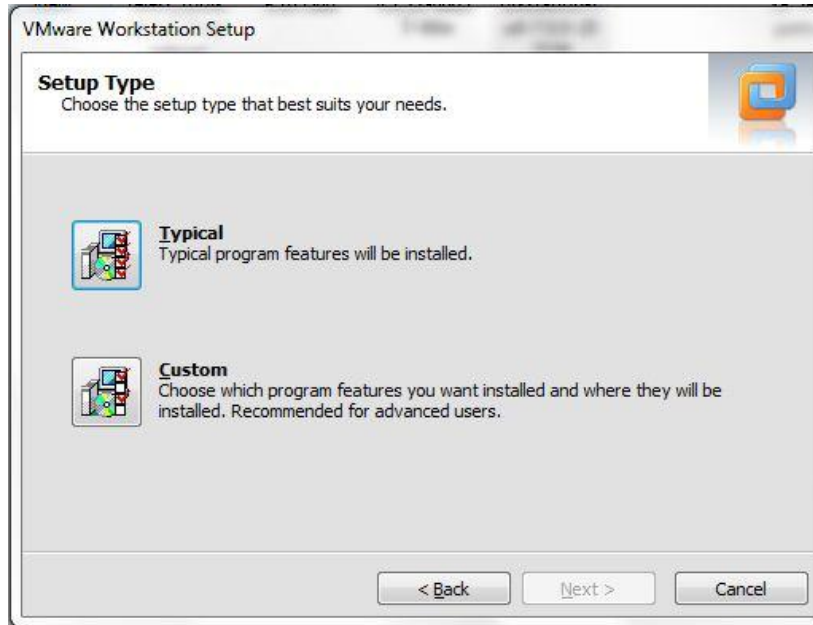 VMware Workstation Setup
Setup Type
Choose the setup type that best suits your needs.
Typical
Typical program features will be installed.
Custom
Choose which program features you want installed and where they will be
installed. Recommended for advanced users.
< Back
Next >
Cancel